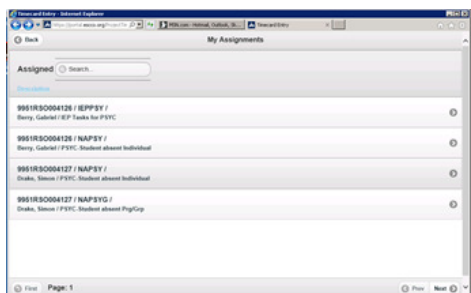 Timecard Entry - Internet Explorer
MSN.com - Hotmail, Outlook, Sk...
Timecard Entry
Back
My Assignments
Assigned
Search...
Description
9951RSO004126 / IEPPSY /
Berry, Gabriel / IEP Tasks for PSYC
9951RSO004126 / NAPSY /
Berry, Gabriel / PSYC-Student absent Individual
9951RSO004127 / NAPSY /
Drake, Simon / PSYC-Student absent Individual
9951RSO004127 / NAPSYG /
Drake, Simon / PSYC-Student absent Prg/Grp
First Page: 1 Prev Next